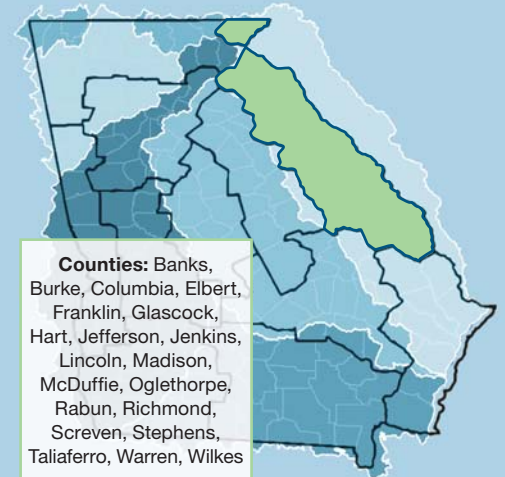 Counties: Banks,
Burke, Columbia, Elbert,
Franklin, Glascock,
Hart, Jefferson, Jenkins,
Lincoln, Madison,
McDuffie, Oglethorpe,
Rabun, Richmond,
Screven, Stephens,
Taliaferro, Warren, Wilkes